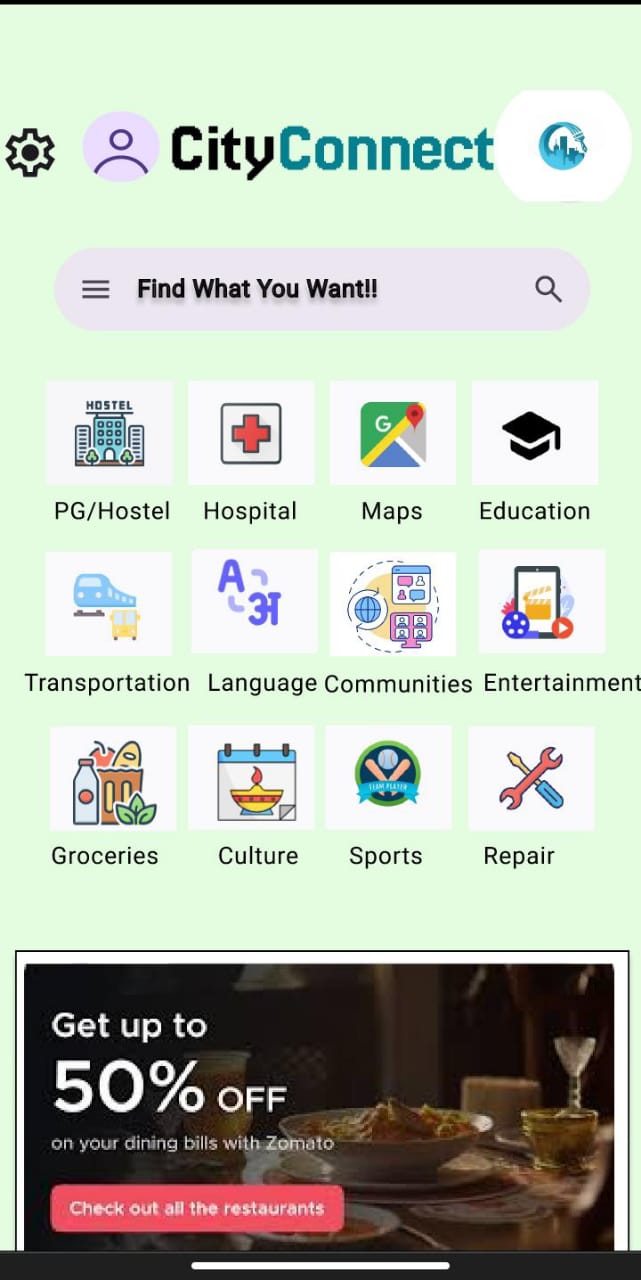 CityConnect
Find What You Want!!
HOSTEL
G
PG/Hostel Hospital Maps Education
A
अ
Transportation Language Communities Entertainment
TEAM PLAYER
Groceries Culture Sports Repair
Get up to
50% OFF
on your dining bills with Zomato
Check out all the restaurants